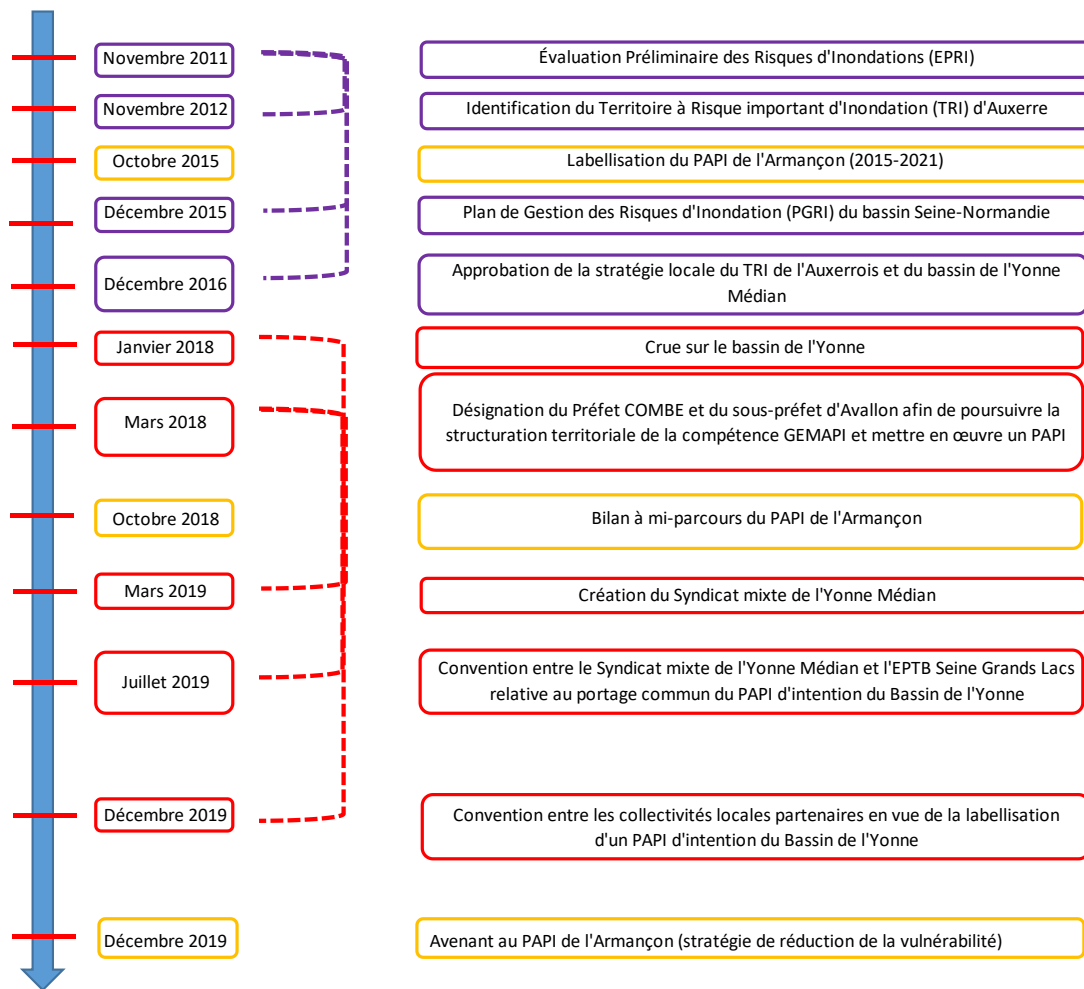 Novembre 2011
Évaluation Préliminaire des Risques d'Inondations (EPRI)
Novembre 2012
Identification du Territoire à Risque important d'Inondation (TRI) d'Auxerre
Octobre 2015
Labellisation du PAPI de l'Armançon (2015-2021)
Décembre 2015
Plan de Gestion des Risques d'Inondation (PGRI) du bassin Seine-Normandie
Décembre 2016
Approbation de la stratégie locale du TRI de l'Auxerrois et du bassin de l'Yonne
Médian
Janvier 2018
Crue sur le bassin de l'Yonne
Mars 2018
Désignation du Préfet COMBE et du sous-préfet d'Avallon afin de poursuivre la
structuration territoriale de la compétence GEMAPI et mettre en œuvre un PAPI
Octobre 2018
Bilan à mi-parcours du PAPI de l'Armançon
Mars 2019
Création du Syndicat mixte de l'Yonne Médian
Juillet 2019
Convention entre le Syndicat mixte de l'Yonne Médian et l'EPTB Seine Grands Lacs
relative au portage commun du PAPI d'intention du Bassin de l'Yonne
Décembre 2019
Convention entre les collectivités locales partenaires en vue de la labellisation
d'un PAPI d'intention du Bassin de l'Yonne
Décembre 2019
Avenant au PAPI de l'Armançon (stratégie de réduction de la vulnérabilité)